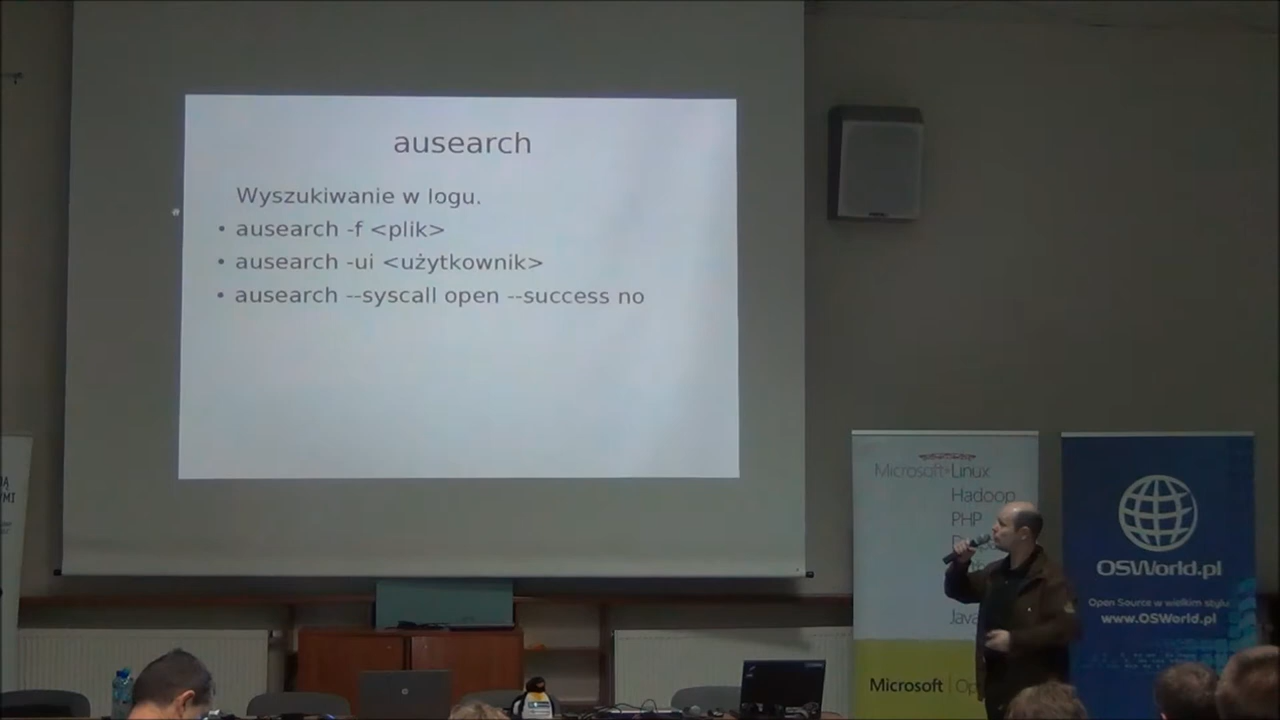 ausearch
Wyszukiwanie w logu.
• ausearch -f <plik>
• ausearch -ui <użytkownik>
• ausearch --syscall open --success no
Microsoft+Linux
Hadoop
PHP
Java
Microsoft
OSWorld.pl
Open Source w wielkim stylu
www.OSWorld.pl